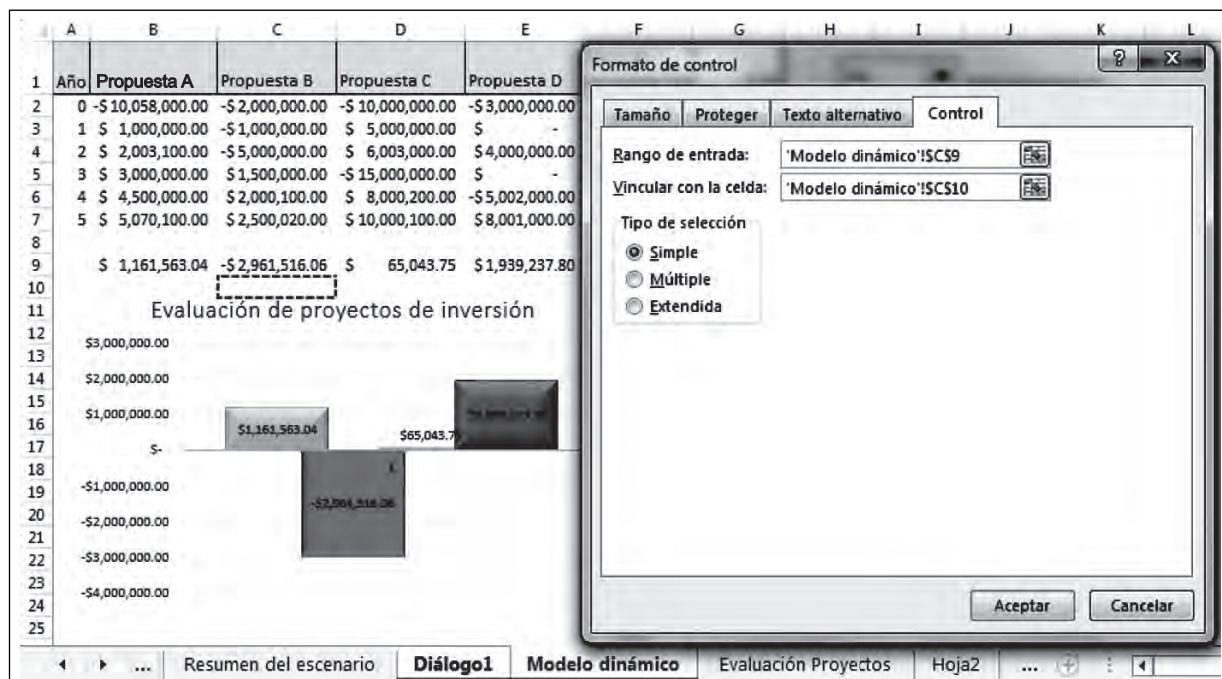 A B C D E F G H I J K L
1 Año Propuesta A Propuesta B Propuesta C Propuesta D
2 0 -$10,058,000.00 -$2,000,000.00 -$10,000,000.00 -$3,000,000.00
3 1 $ 1,000,000.00 -$1,000,000.00 $ 5,000,000.00 $ -
4 2 $ 2,003,100.00 -$5,000,000.00 $ 6,003,000.00 $4,000,000.00
5 3 $ 3,000,000.00 $1,500,000.00 -$15,000,000.00 $ -
6 4 $ 4,500,000.00 $2,000,100.00 $ 8,000,200.00 -$5,002,000.00
7 5 $ 5,070,100.00 $2,500,020.00 $10,000,100.00 $8,001,000.00
8
9 $ 1,161,563.04 -$2,961,516.06 $ 65,043.75 $1,939,237.80
10
11 Evaluación de proyectos de inversión
12
13
14
15
16
17
18
19
20
21
22
23
24
25
$3,000,000.00
$2,000,000.00
$1,000,000.00
$-
-$1,000,000.00
-$2,000,000.00
-$3,000,000.00
-$4,000,000.00
$1,161,563.04
-$2,961,516.06
$65,043.7
Formato de control
Tamaño Proteger Texto alternativo Control
Rango de entrada: 'Modelo dinámico'!$C$9
Vincular con la celda: 'Modelo dinámico'!$C$10
Tipo de selección
Simple
Múltiple
Extendida
Aceptar Cancelar
... Resumen del escenario Diálogo1 Modelo dinámico Evaluación Proyectos Hoja2 ...